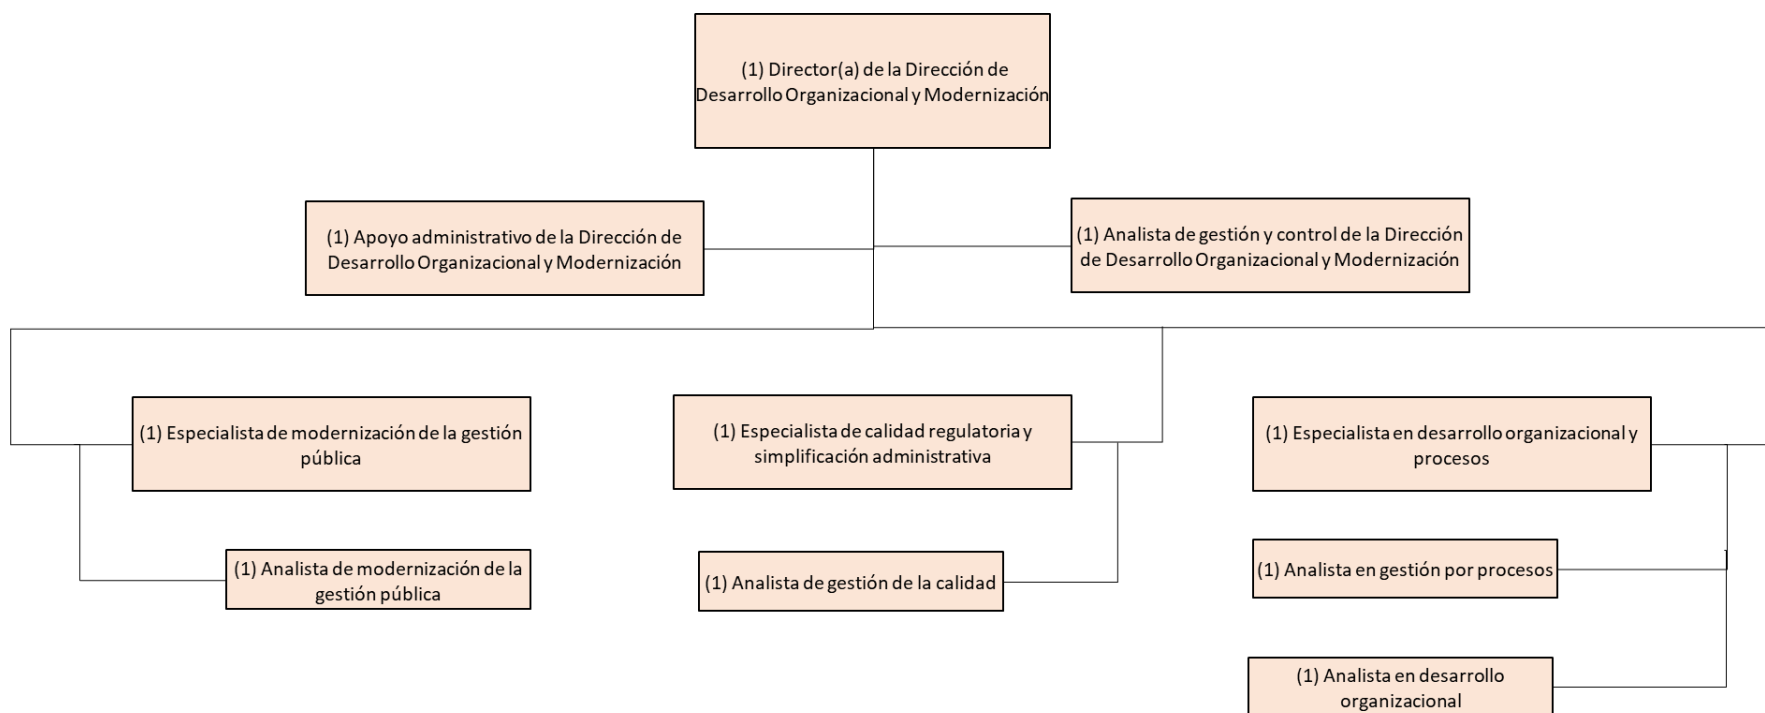 (1) Director(a) de la Dirección de
Desarrollo Organizacional y Modernización
(1) Apoyo administrativo de la Dirección de
Desarrollo Organizacional y Modernización
(1) Analista de gestión y control de la Dirección
de Desarrollo Organizacional y Modernización
(1) Especialista de modernización de la gestión
pública
(1) Especialista de calidad regulatoria y
simplificación administrativa
(1) Especialista en desarrollo organizacional y
procesos
(1) Analista de modernización de la
gestión pública
(1) Analista de gestión de la calidad
(1) Analista en gestión por procesos
(1) Analista en desarrollo
organizacional